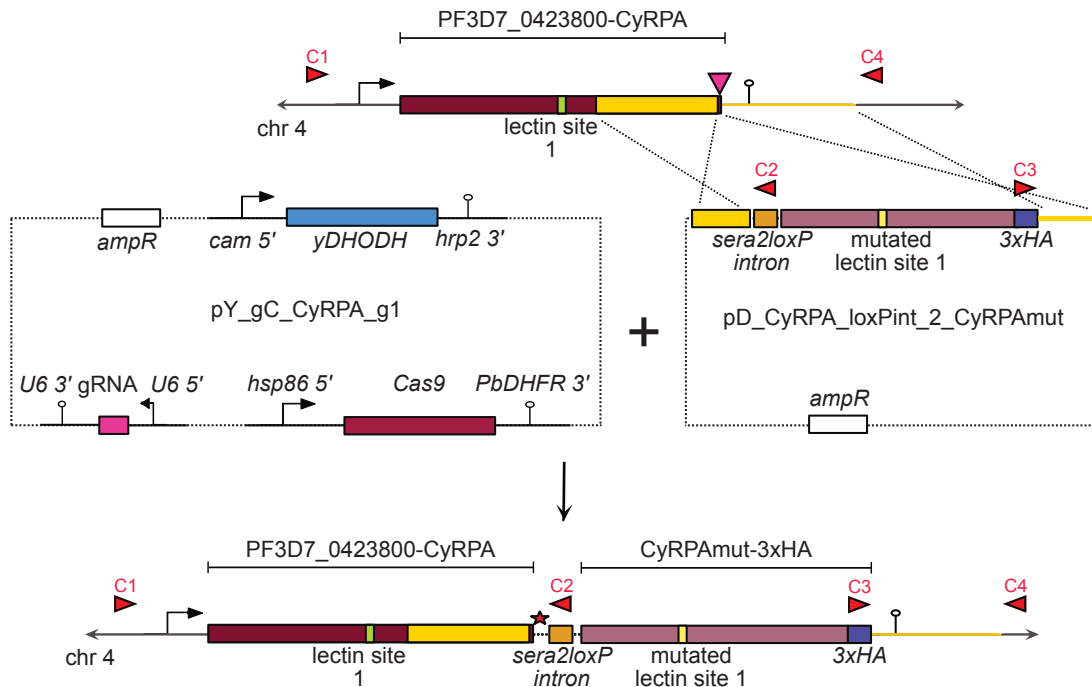 PF3D7_0423800-CyRPA
C1
C4
chr 4
lectin site
1
C2
C3
ampR
cam 5'
yDHODH
hrp2 3'
sera2loxP
intron
mutated
lectin site 1
3xHA
pY_gC_CyRPA_g1
+
pD_CyRPA_loxPint_2_CyRPAmut
U6 3' gRNA U6 5'
hsp86 5'
Cas9
PbDHFR 3'
ampR
PF3D7_0423800-CyRPA
CyRPAmut-3xHA
C1
C2
C3
C4
chr 4
lectin site
1
sera2loxP
intron
mutated
lectin site 1
3xHA